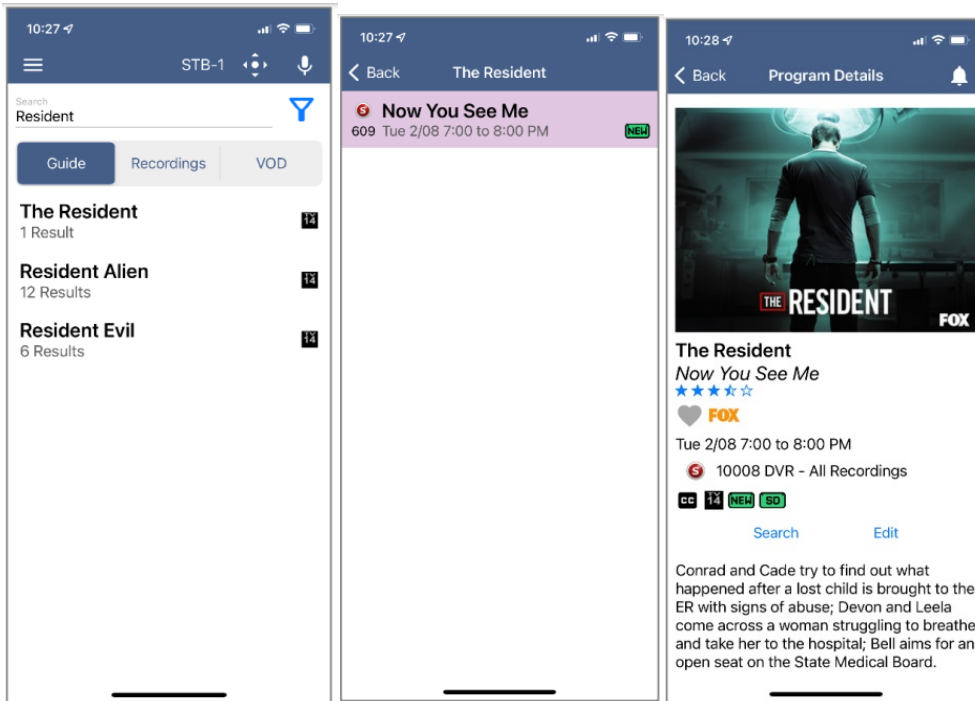 10:27
STB-1
Search
Resident
Guide
Recordings
VOD
The Resident
1 Result
TV 14
Resident Alien
12 Results
TV 14
Resident Evil
6 Results
TV 14
10:27
Back
The Resident
S Now You See Me
609 Tue 2/08 7:00 to 8:00 PM NEW
10:28
Back
Program Details
THE RESIDENT
FOX
The Resident
Now You See Me
FOX
Tue 2/08 7:00 to 8:00 PM
S 10008 DVR - All Recordings
CC TV 14 NEW SD
Search
Edit
Conrad and Cade try to find out what
happened after a lost child is brought to the
ER with signs of abuse; Devon and Leela
come across a woman struggling to breathe
and take her to the hospital; Bell aims for an
open seat on the State Medical Board.